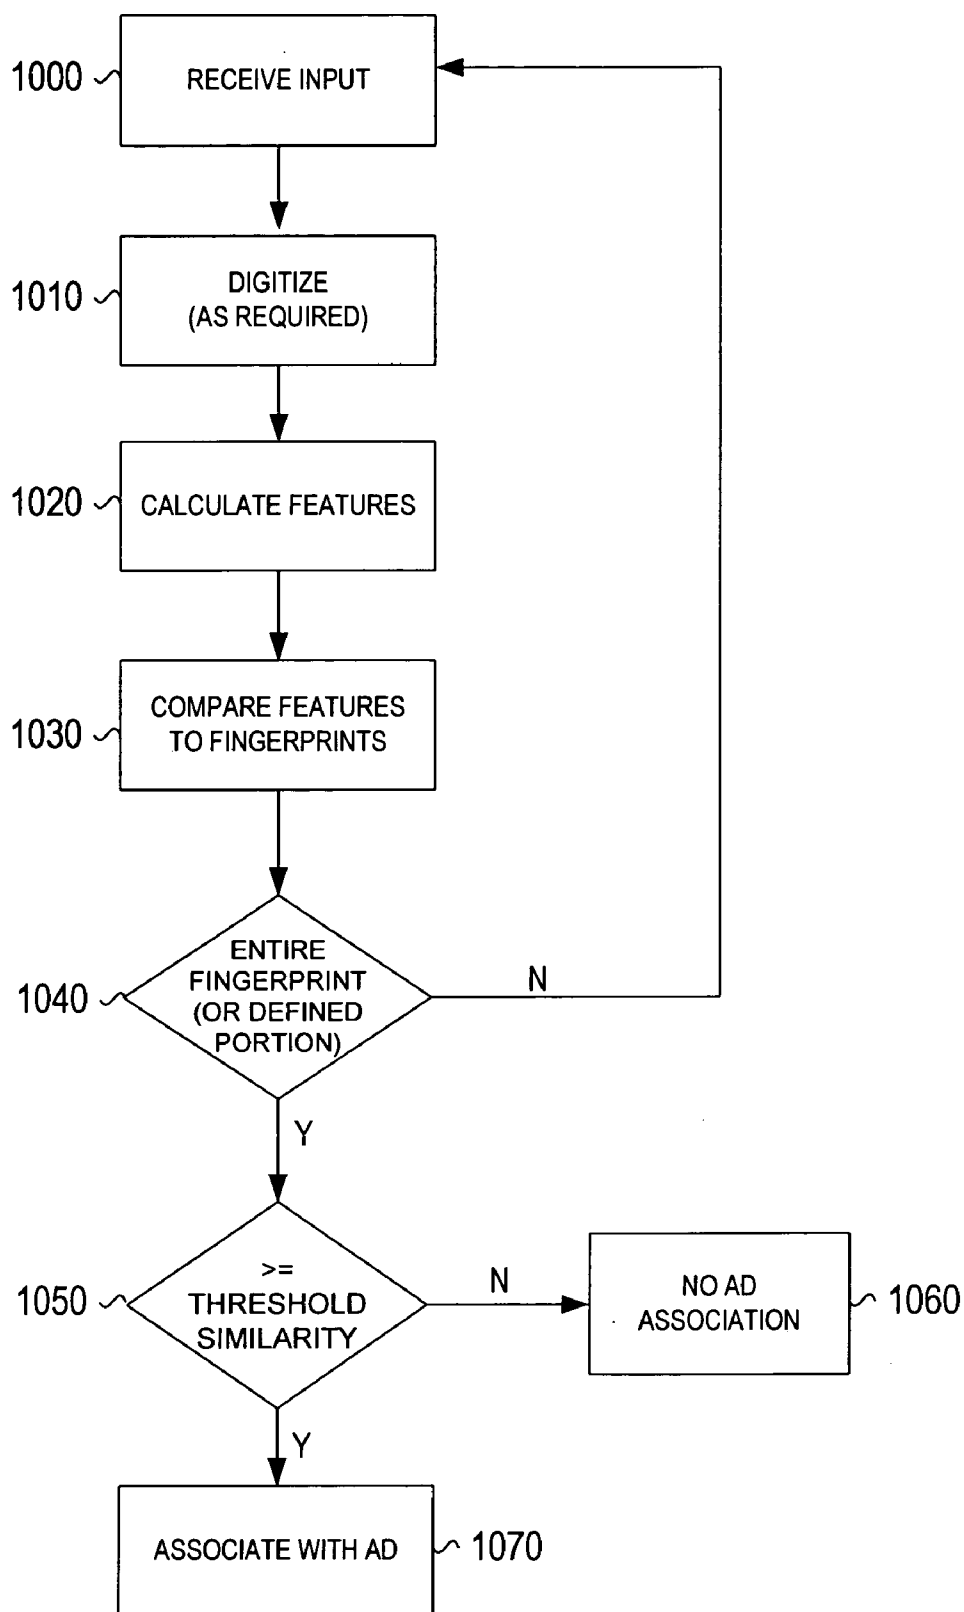 1000
RECEIVE INPUT
1010
DIGITIZE
(AS REQUIRED)
1020
CALCULATE FEATURES
1030
COMPARE FEATURES
TO FINGERPRINTS
1040
ENTIRE
FINGERPRINT
(OR DEFINED
PORTION)
N
Y
1050
>=
THRESHOLD
SIMILARITY
N
NO AD
ASSOCIATION
1060
Y
ASSOCIATE WITH AD
1070